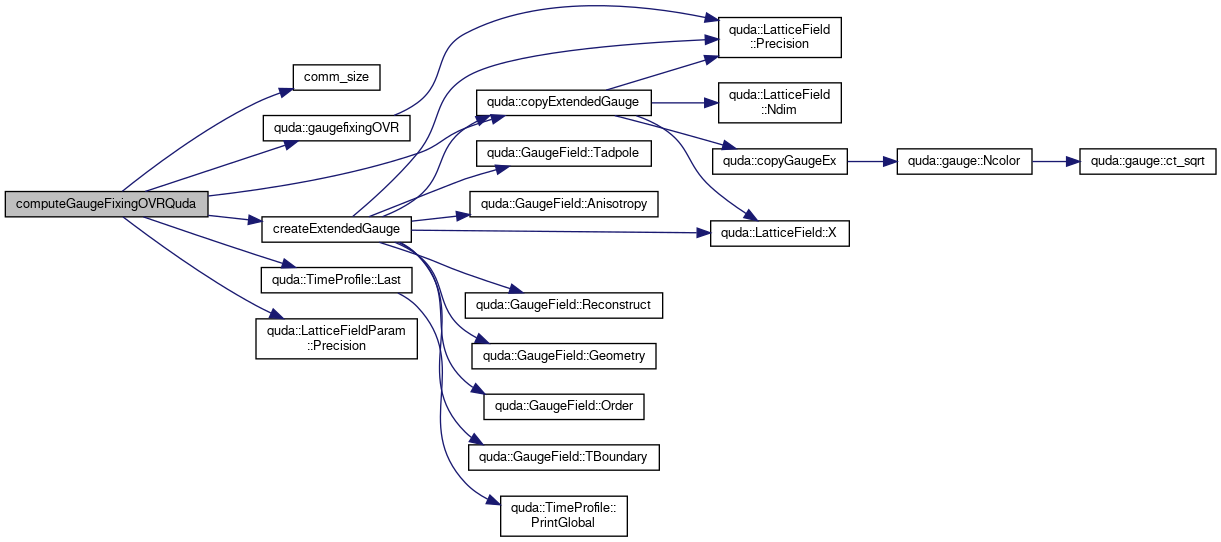 computeGaugeFixingOVRQuda
comm_size
quda::gaugefixingOVR
createExtendedGauge
quda::TimeProfile::Last
quda::LatticeFieldParam
::Precision
quda::copyExtendedGauge
quda::GaugeField::Tadpole
quda::GaugeField::Anisotropy
quda::GaugeField::Reconstruct
quda::GaugeField::Geometry
quda::GaugeField::Order
quda::GaugeField::TBoundary
quda::TimeProfile::
PrintGlobal
quda::LatticeField
::Precision
quda::LatticeField
::Ndim
quda::copyGaugeEx
quda::LatticeField::X
quda::gauge::Ncolor
quda::gauge::ct_sqrt